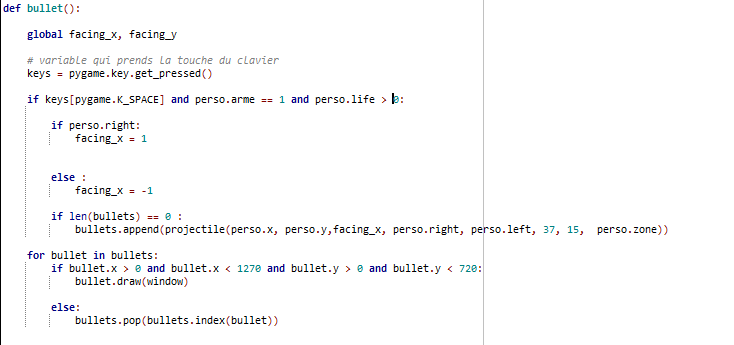 def bullet():
global facing_x, facing_y
# variable qui prends la touche du clavier
keys = pygame.key.get_pressed()
if keys[pygame.K_SPACE] and perso.arme == 1 and perso.life > 0:
if perso.right:
facing_x = 1
else :
facing_x = -1
if len(bullets) == 0 :
bullets.append(projectile(perso.x, perso.y,facing_x, perso.right, perso.left, 37, 15,  perso.zone))
for bullet in bullets:
if bullet.x > 0 and bullet.x < 1270 and bullet.y > 0 and bullet.y < 720:
bullet.draw(window)
else:
bullets.pop(bullets.index(bullet))